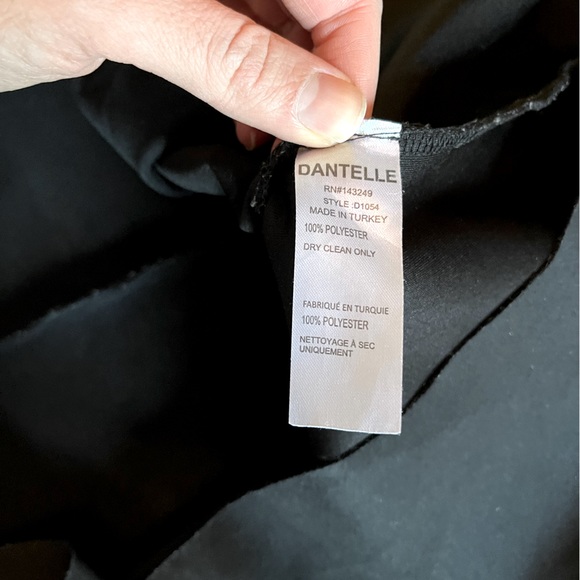 DANTELLE
RN#143249
STYLE :D1054
MADE IN TURKEY
100% POLYESTER
DRY CLEAN ONLY
FABRIQUÉ EN TURQUIE
100% POLYESTER
NETTOYAGE À SEC
UNIQUEMENT